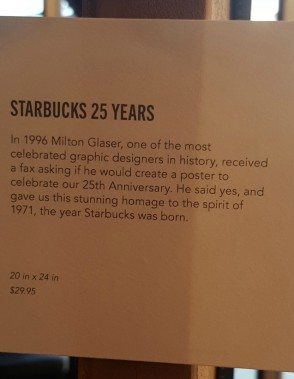 STARBUCKS 25 YEARS
In 1996 Milton Glaser, one of the most
celebrated graphic designers in history, received
a fax asking if he would create a poster to
celebrate our 25th Anniversary. He said yes, and
gave us this stunning homage to the spirit of
1971, the year Starbucks was born.
20 in x 24 in
$29.95